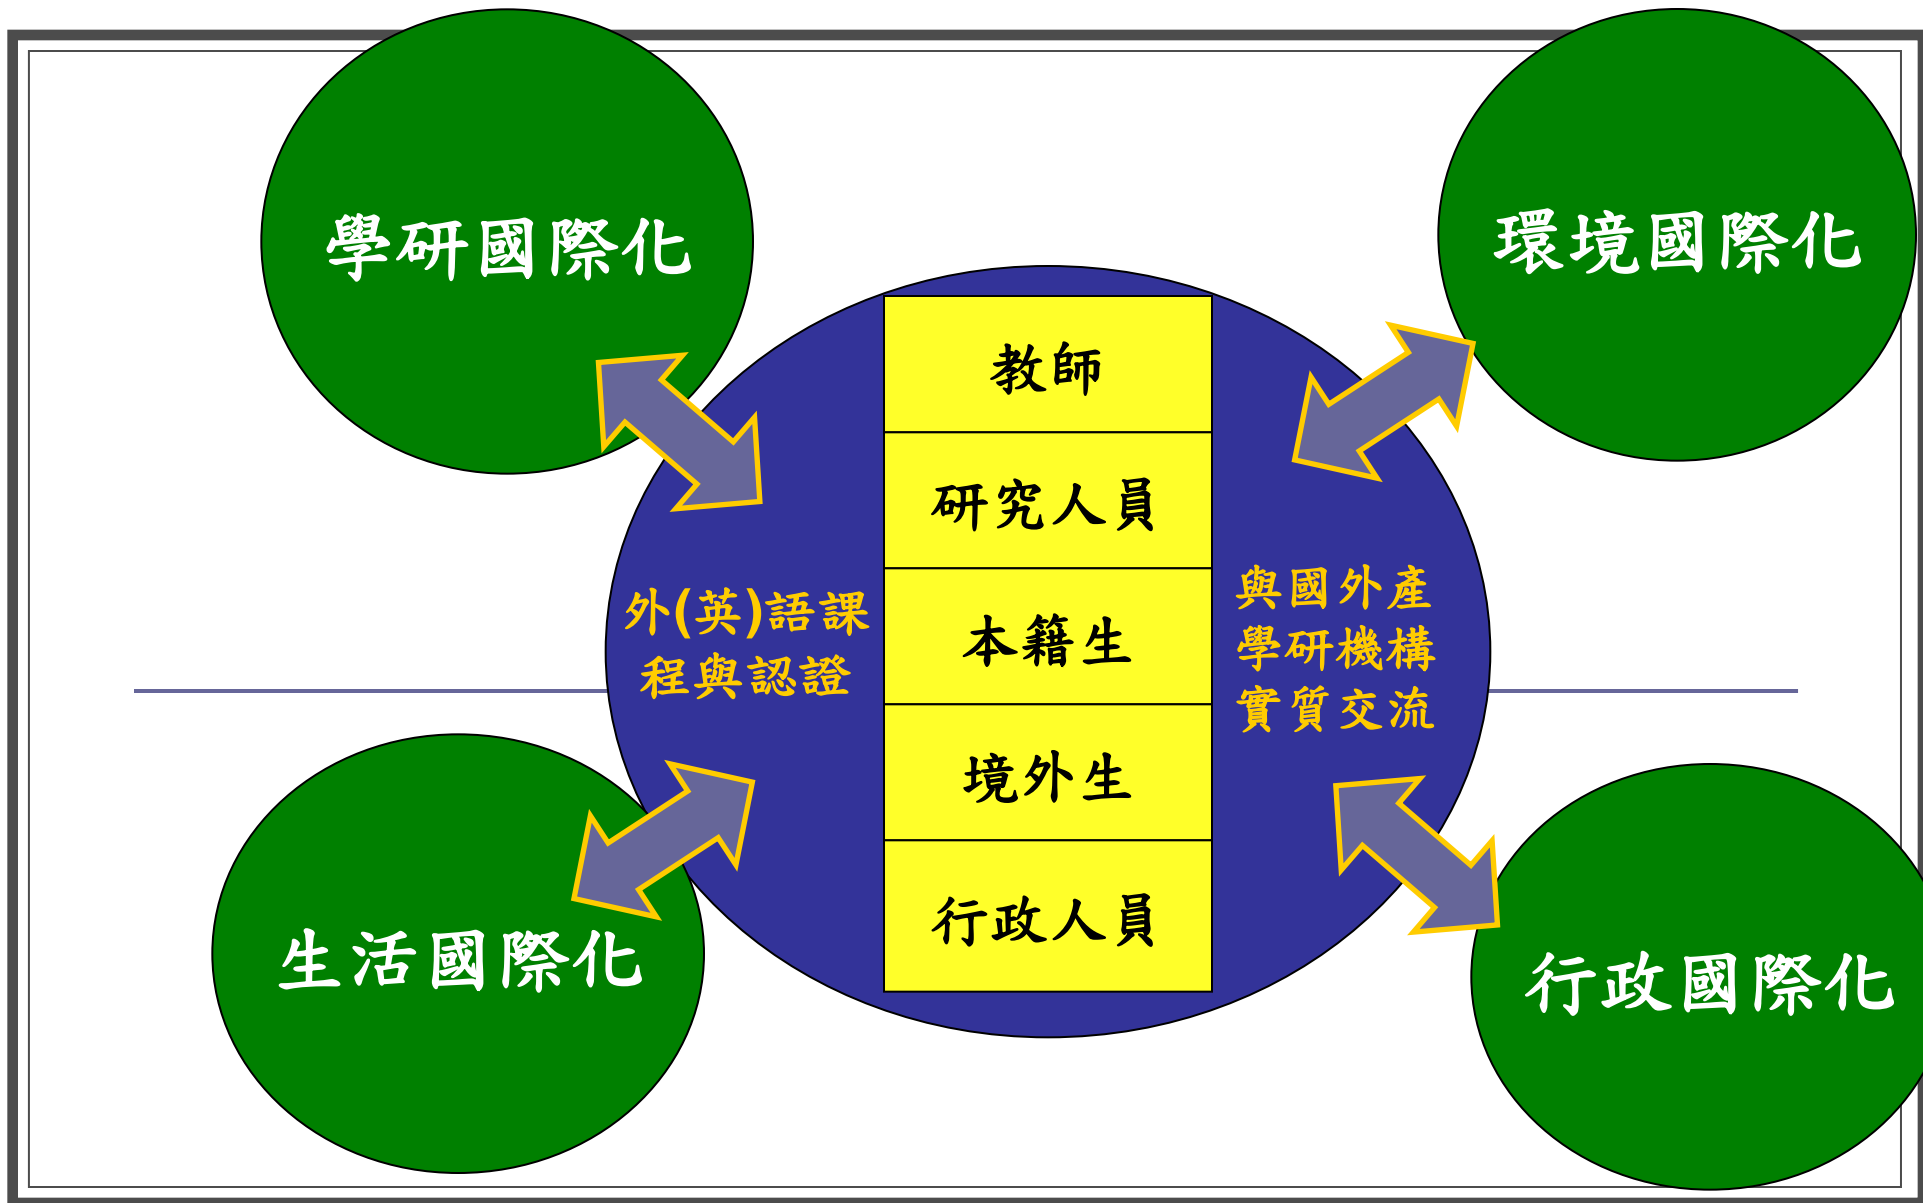 學研國際化
環境國際化
教師
研究人員
本籍生
境外生
行政人員
外(英)語課
程與認證
與國外產
學研機構
實質交流
生活國際化
行政國際化